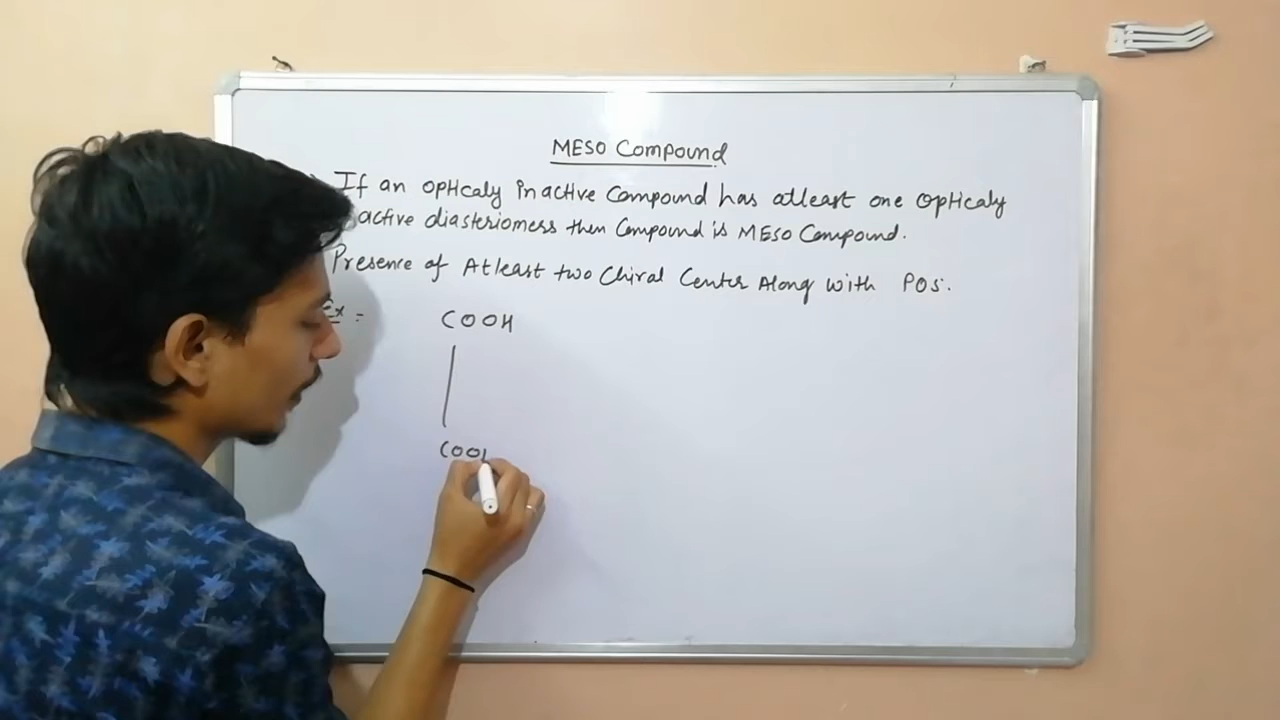 MESO Compound
If an opticaly inactive Compound has atleast one opticaly
active diasteriomess then Compound is MESO Compound.
Presence of Atleast two Chiral Center Along with POS.
Ex =
COOH
COO